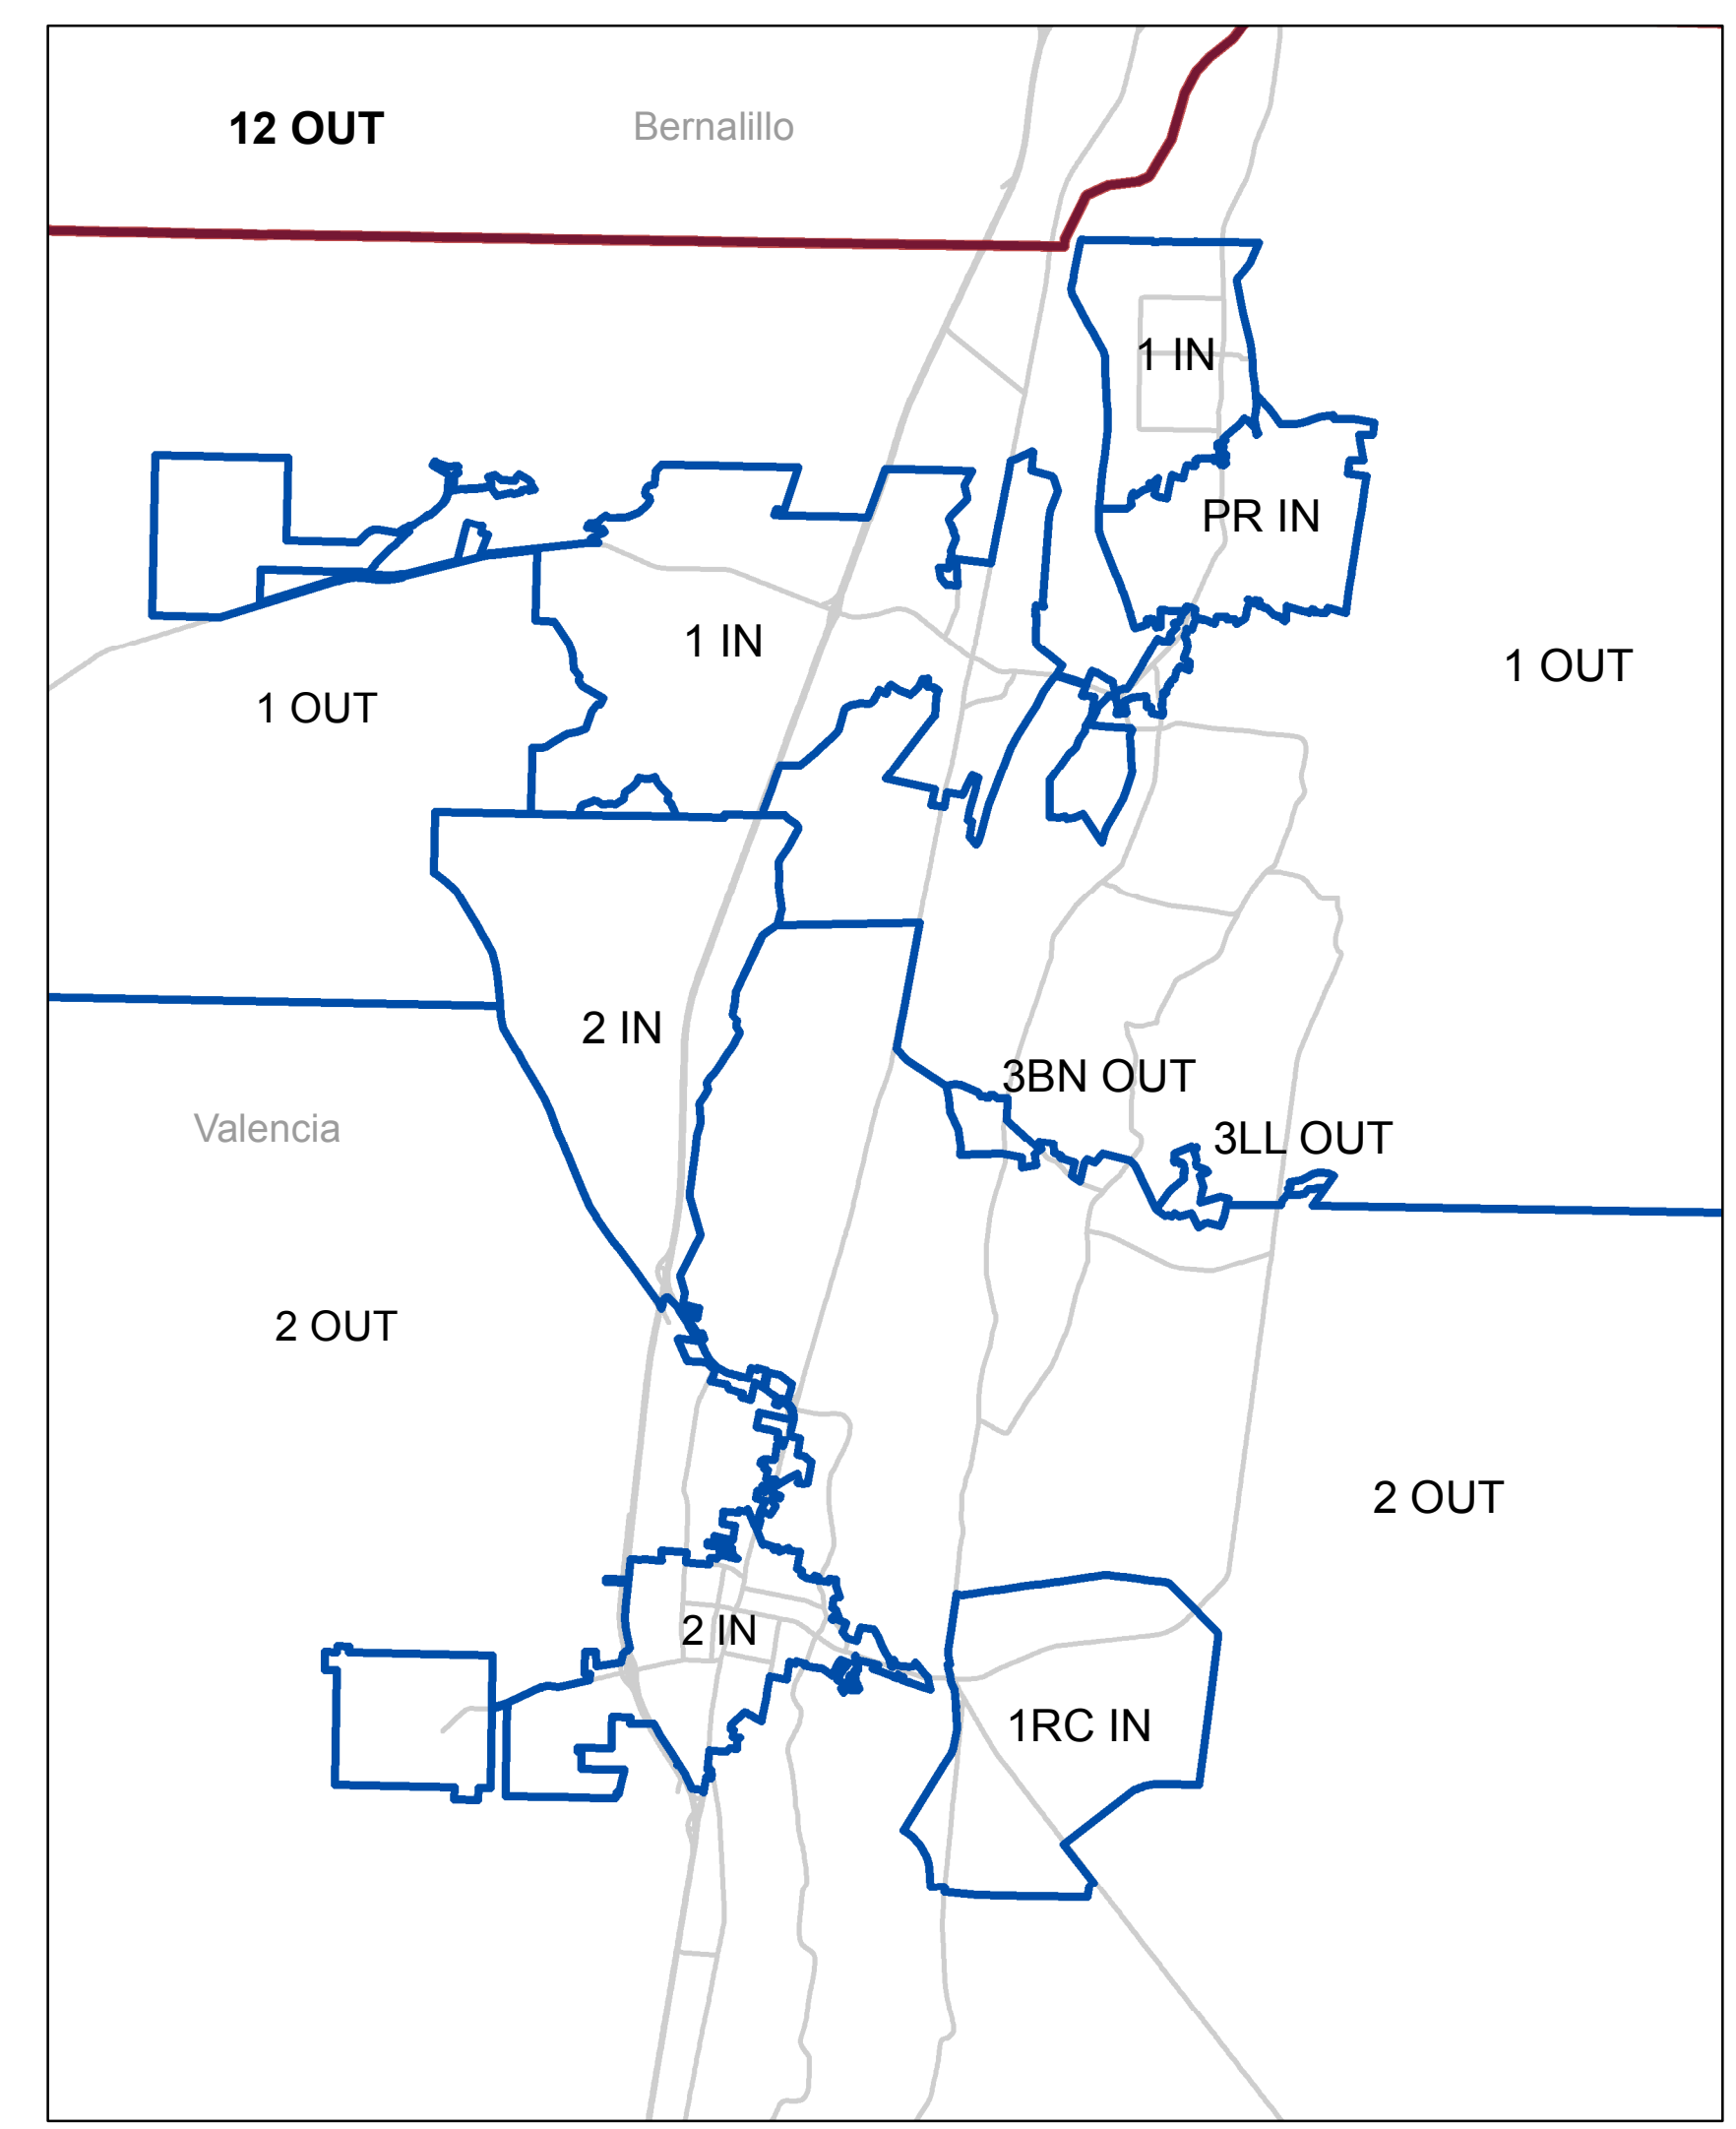 12 OUT
Bernalillo
1 IN
PR IN
1 IN
1 OUT
1 OUT
2 IN
3BN OUT
Valencia
3LL OUT
2 OUT
2 OUT
2 IN
1RC IN